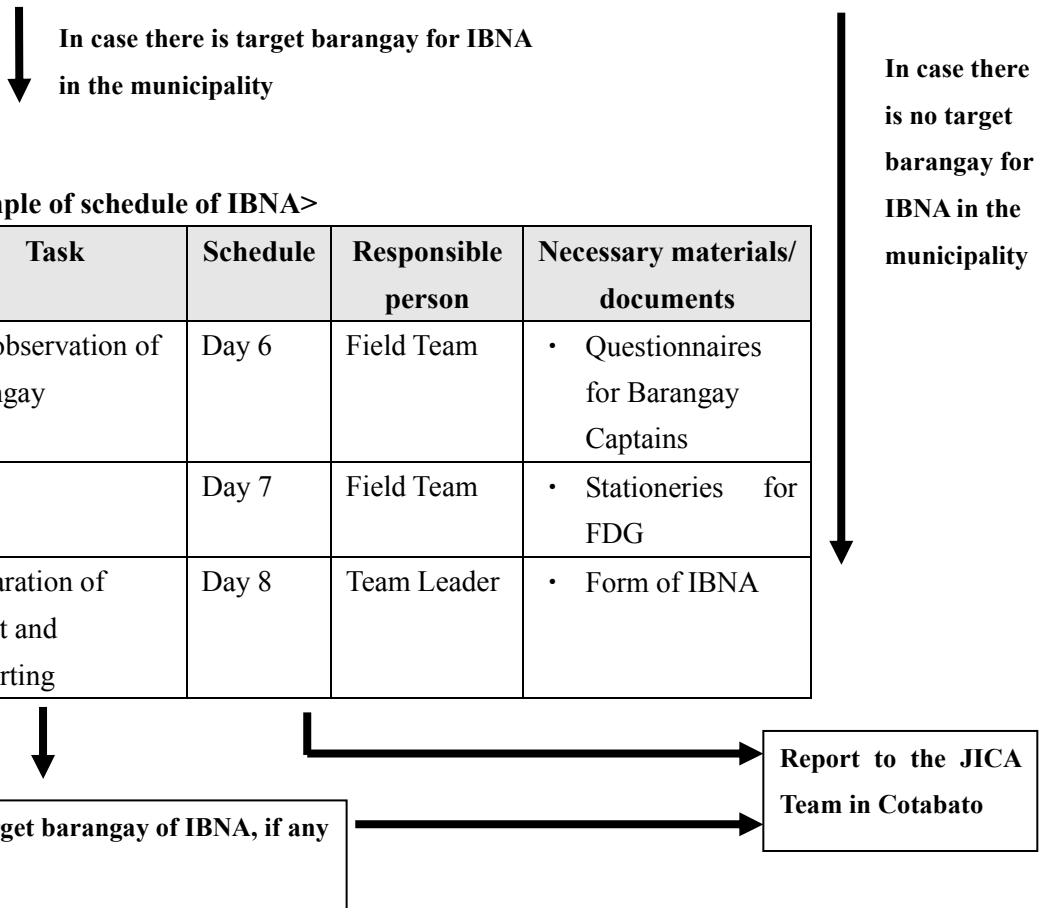 In case there is target barangay for IBNA
in the municipality
In case there
is no target
barangay for
IBNA in the
municipality
ple of schedule of IBNA>
Task
Schedule
Responsible
person
Necessary materials/
documents
observation of
gay
Day 6
Field Team
・ Questionnaires
for Barangay
Captains
Day 7
Field Team
・ Stationeries for
FDG
aration of
t and
rting
Day 8
Team Leader
・ Form of IBNA
Report to the JICA
Team in Cotabato
get barangay of IBNA, if any